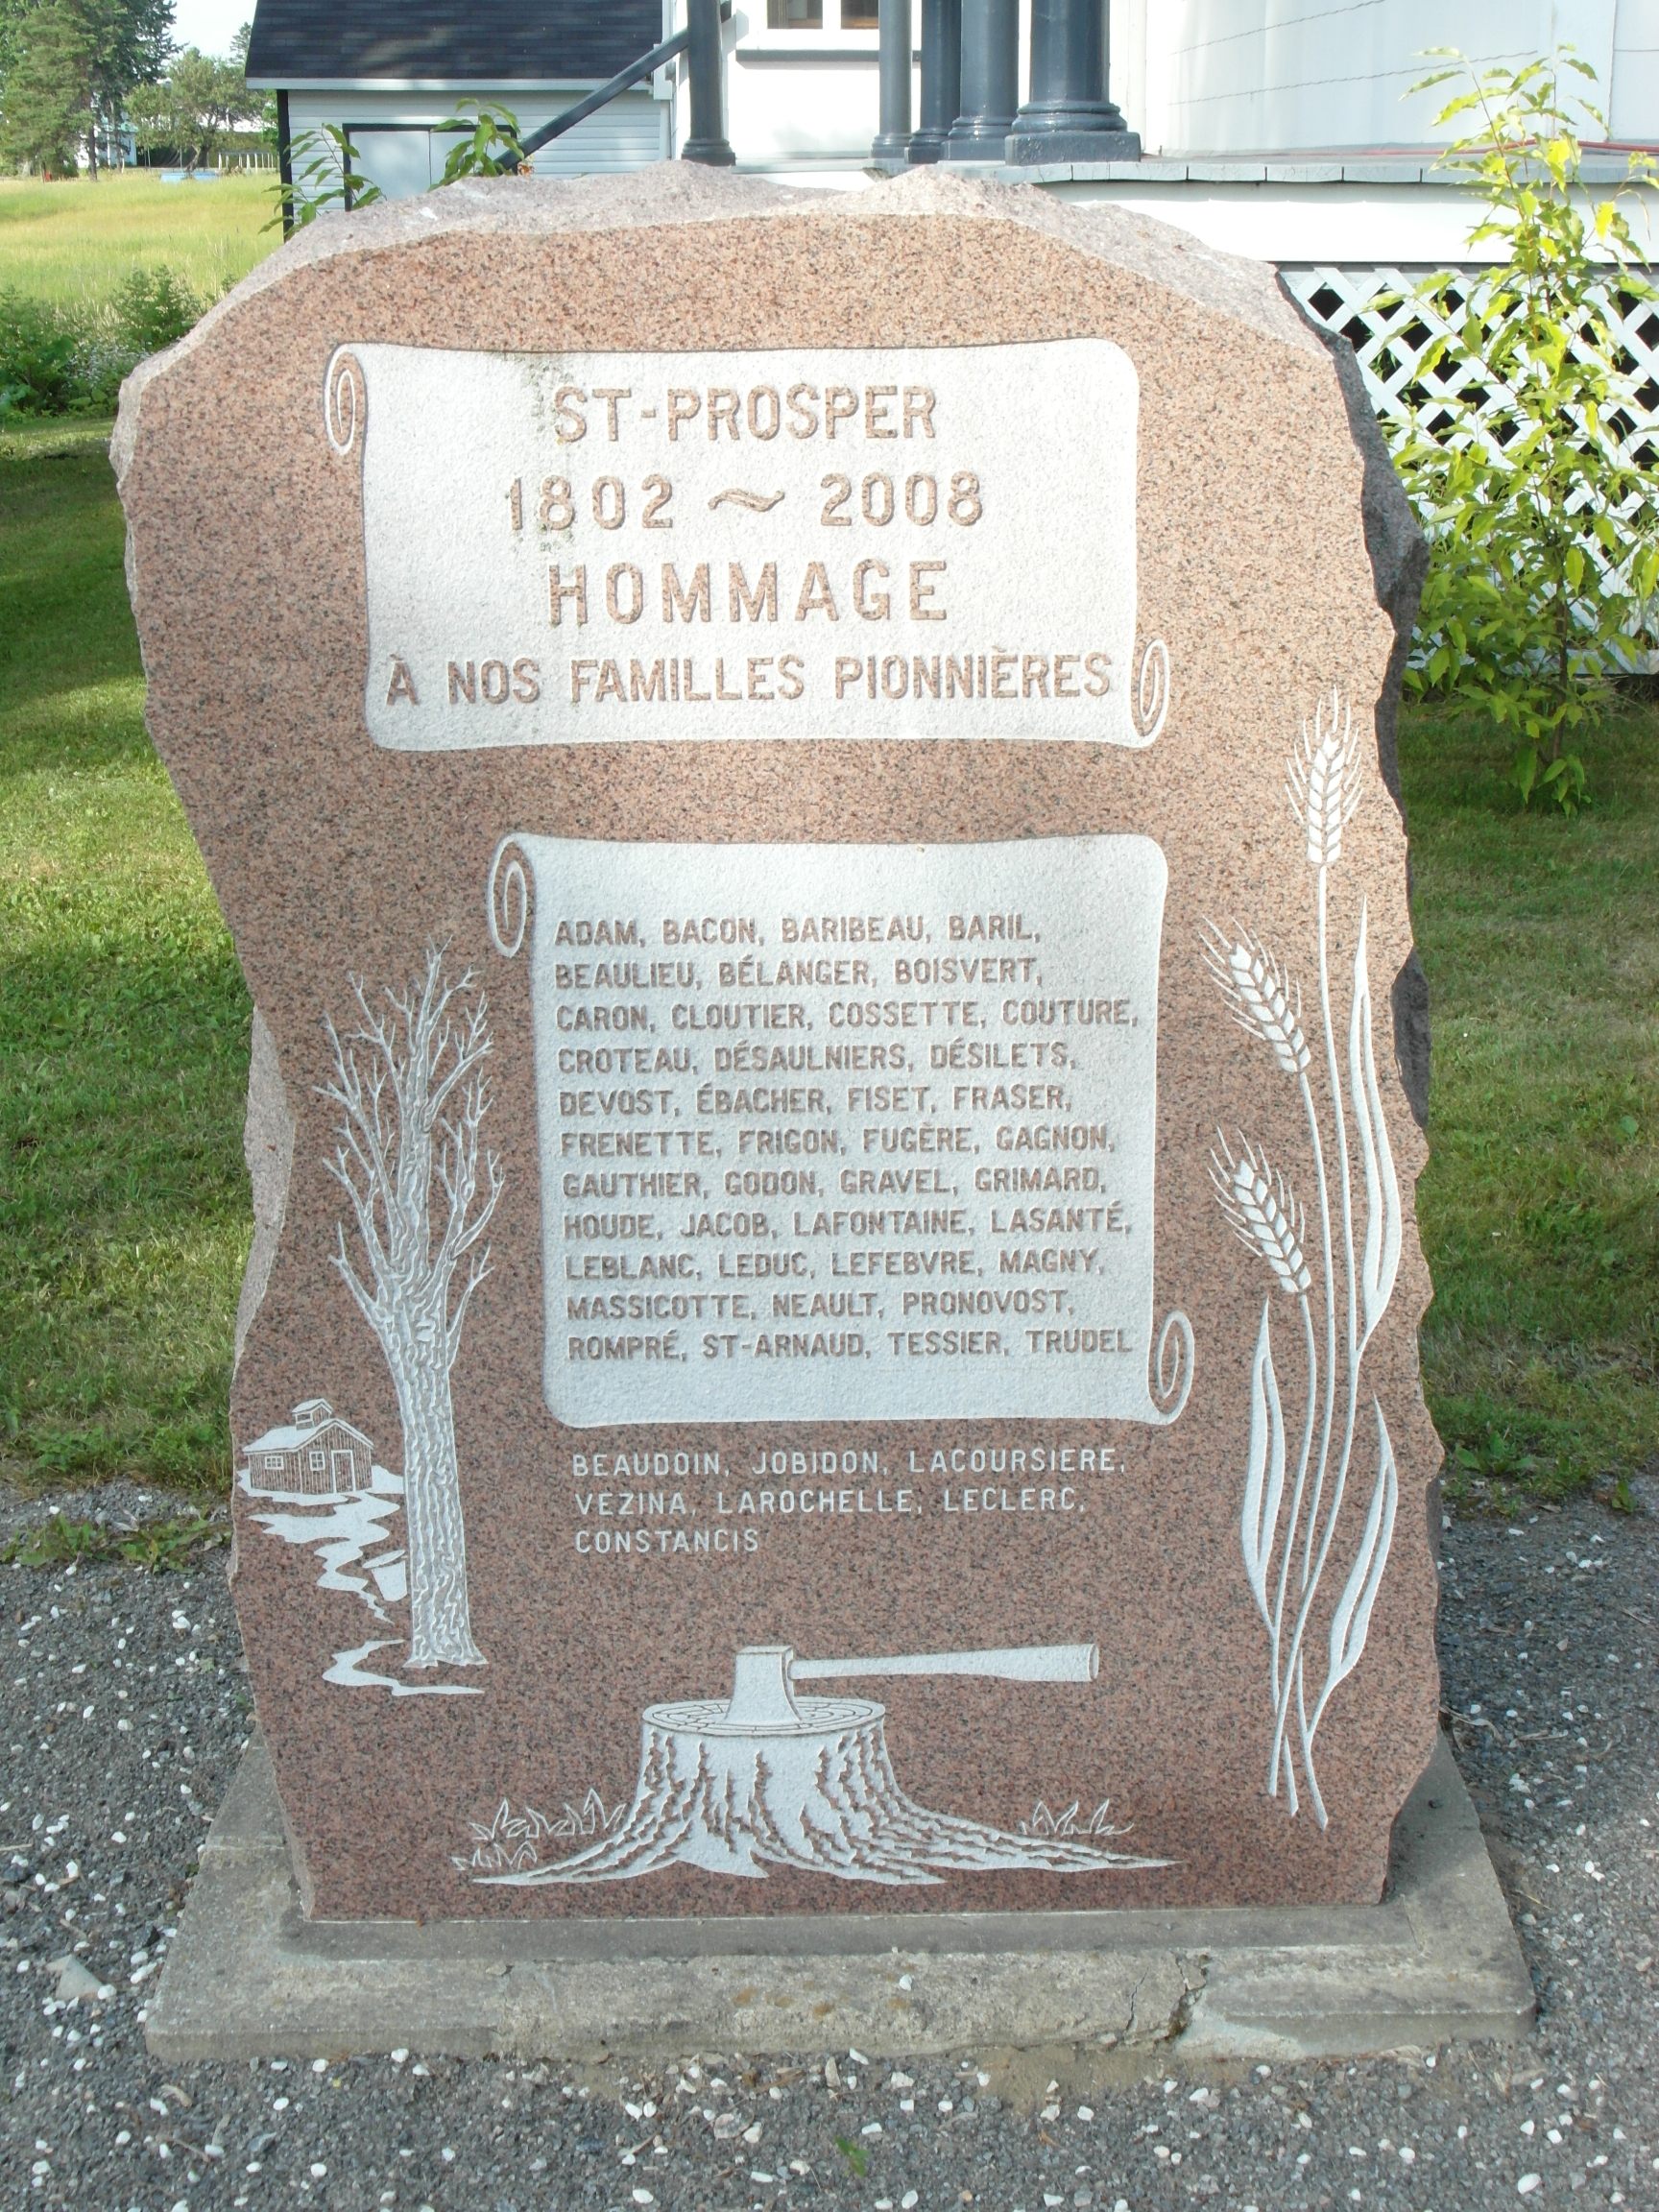 ST-PROSPER
1802 ~ 2008
HOMMAGE
À NOS FAMILLES PIONNIÈRES
ADAM, BACON, BARIBEAU, BARIL,
BEAULIEU, BÉLANGER, BOISVERT,
CARON, CLOUTIER, COSSETTE, COUTURE,
CROTEAU, DÉSAULNIERS, DÉSILETS,
DEVOST, ÉBACHER, FISET, FRASER,
FRENETTE, FRIGON, FUGÈRE, GAGNON,
GAUTHIER, GODON, GRAVEL, GRIMARD,
HOUDE, JACOB, LAFONTAINE, LASANTÉ,
LEBLANC, LEDUC, LEFEBVRE, MAGNY,
MASSICOTTE, NEAULT, PRONOVOST,
ROMPRÉ, ST-ARNAUD, TESSIER, TRUDEL
BEAUDOIN, JOBIDON, LACOURSIERE,
VEZINA, LAROCHELLE, LECLERC,
CONSTANCIS